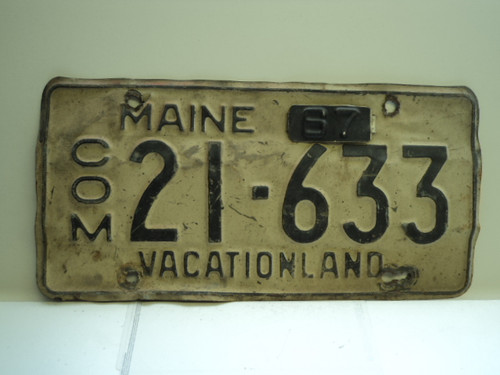 MAINE 67
COM
21-633
VACATIONLAND